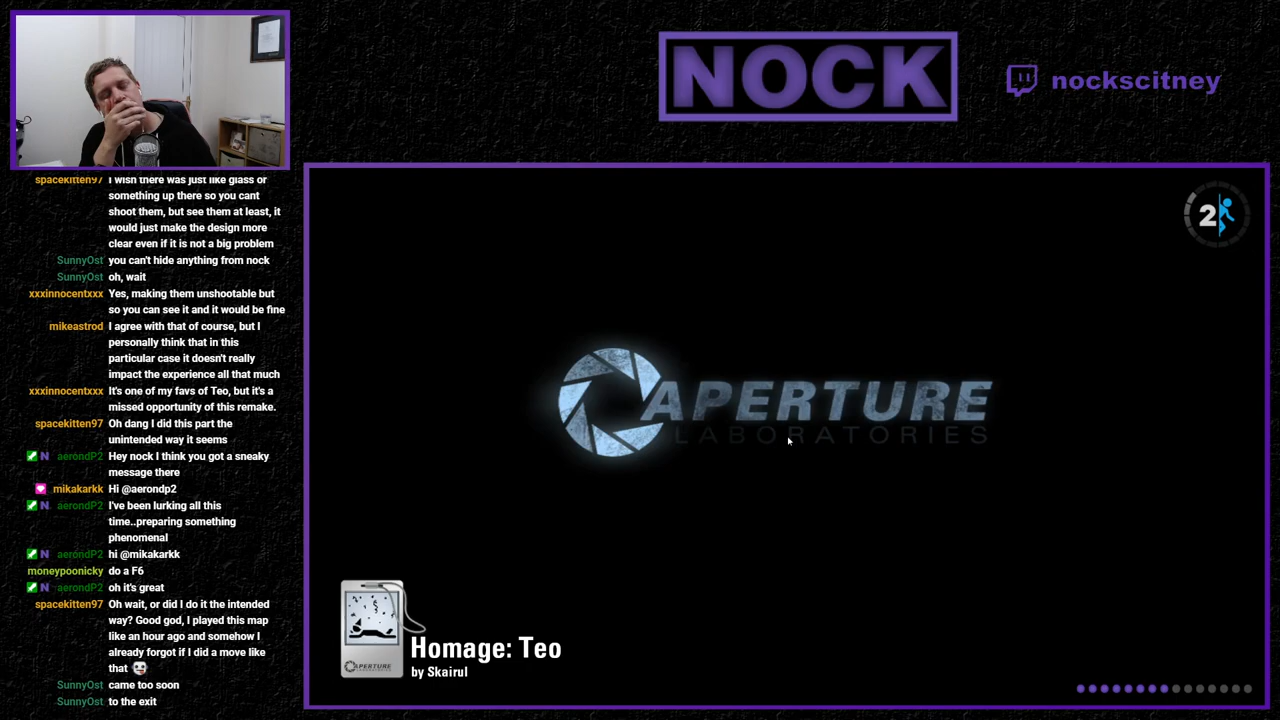 NOCK
nockscitney
spacekitten97 I wish there was just like glass or
something up there so you cant
shoot them, but see them at least, it
would just make the design more
clear even if it is not a big problem
SunnyOst you can't hide anything from nock
SunnyOst oh, wait
xxxinnocentxxx Yes, making them unshootable but
so you can see it and it would be fine
mikeastrod I agree with that of course, but I
personally think that in this
particular case it doesn't really
impact the experience all that much
xxxinnocentxxx It's one of my favs of Teo, but it's a
missed opportunity of this remake.
spacekitten97 Oh dang I did this part the
unintended way it seems
N aerondP2 Hey nock I think you got a sneaky
message there
mikakarkk Hi @aerondp2
N aerondP2 I've been lurking all this
time..preparing something
phenomenal
N aerondP2 hi @mikakarkk
moneypoonicky do a F6
N aerondP2 oh it's great
spacekitten97 Oh wait, or did I do it the intended
way? Good god, I played this map
like an hour ago and somehow I
already forgot if I did a move like
that
SunnyOst came too soon
SunnyOst to the exit
2
APERTURE
LABORATORIES
APERTURE
Homage: Teo
by Skairul